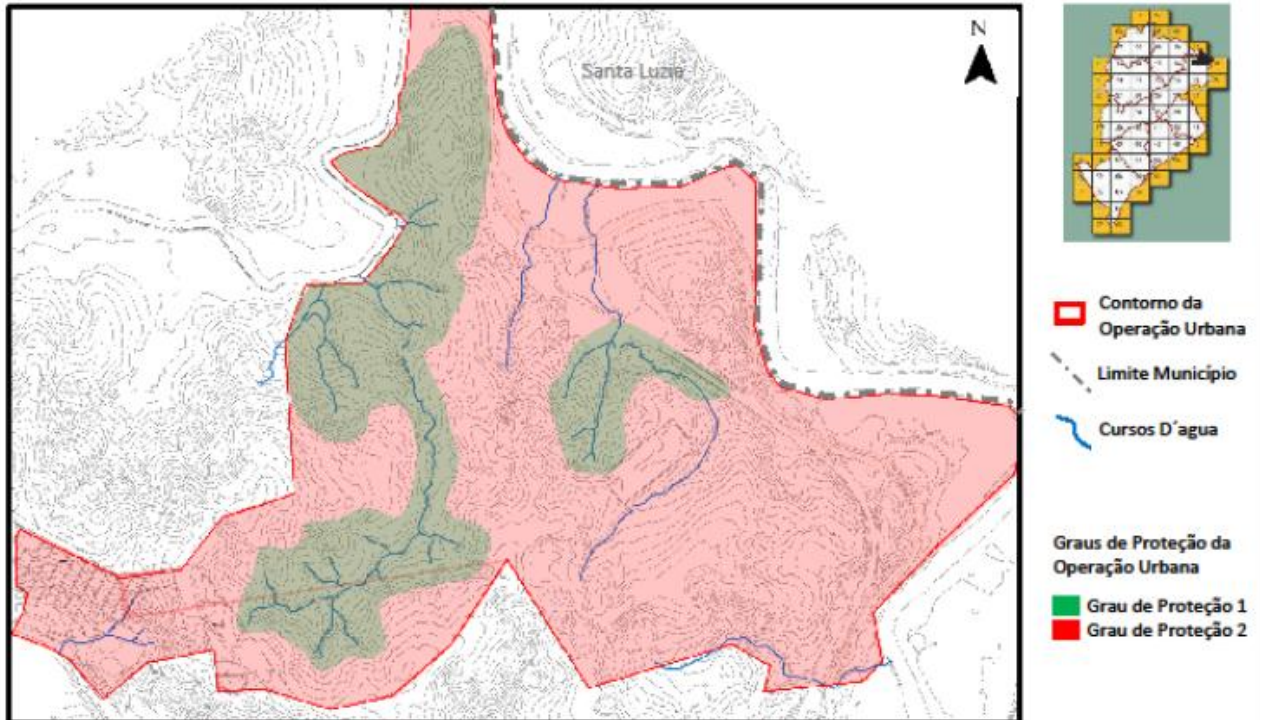 Santa Luzia
N
Contorno da
Operação Urbana
Limite Município
Cursos D´agua
Graus de Proteção da
Operação Urbana
Grau de Proteção 1
Grau de Proteção 2